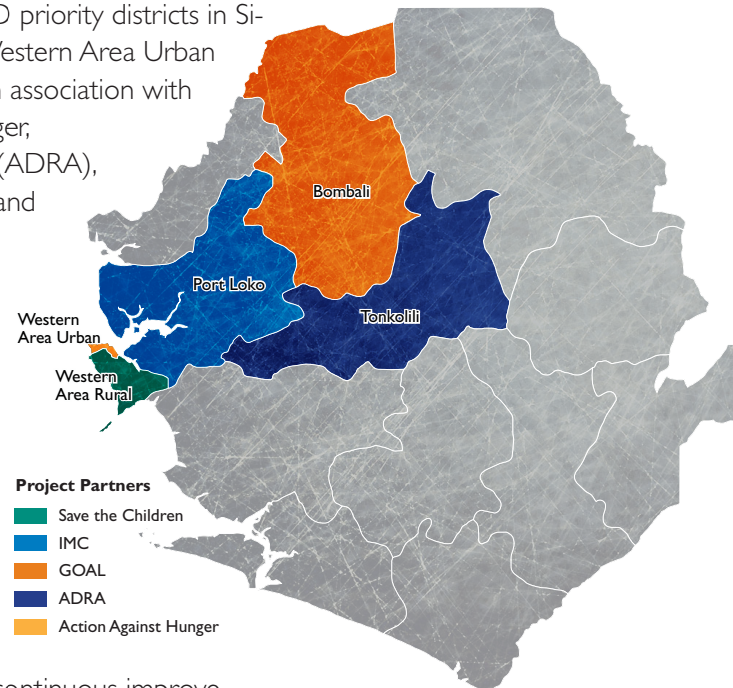 priority districts in Si-
Western Area Urban
association with
(ADRA),
and
Bombali
Port Loko
Tonkolili
Western
Area Urban
Western
Area Rural
Project Partners
Save the Children
IMC
GOAL
ADRA
Action Against Hunger
continuous improve